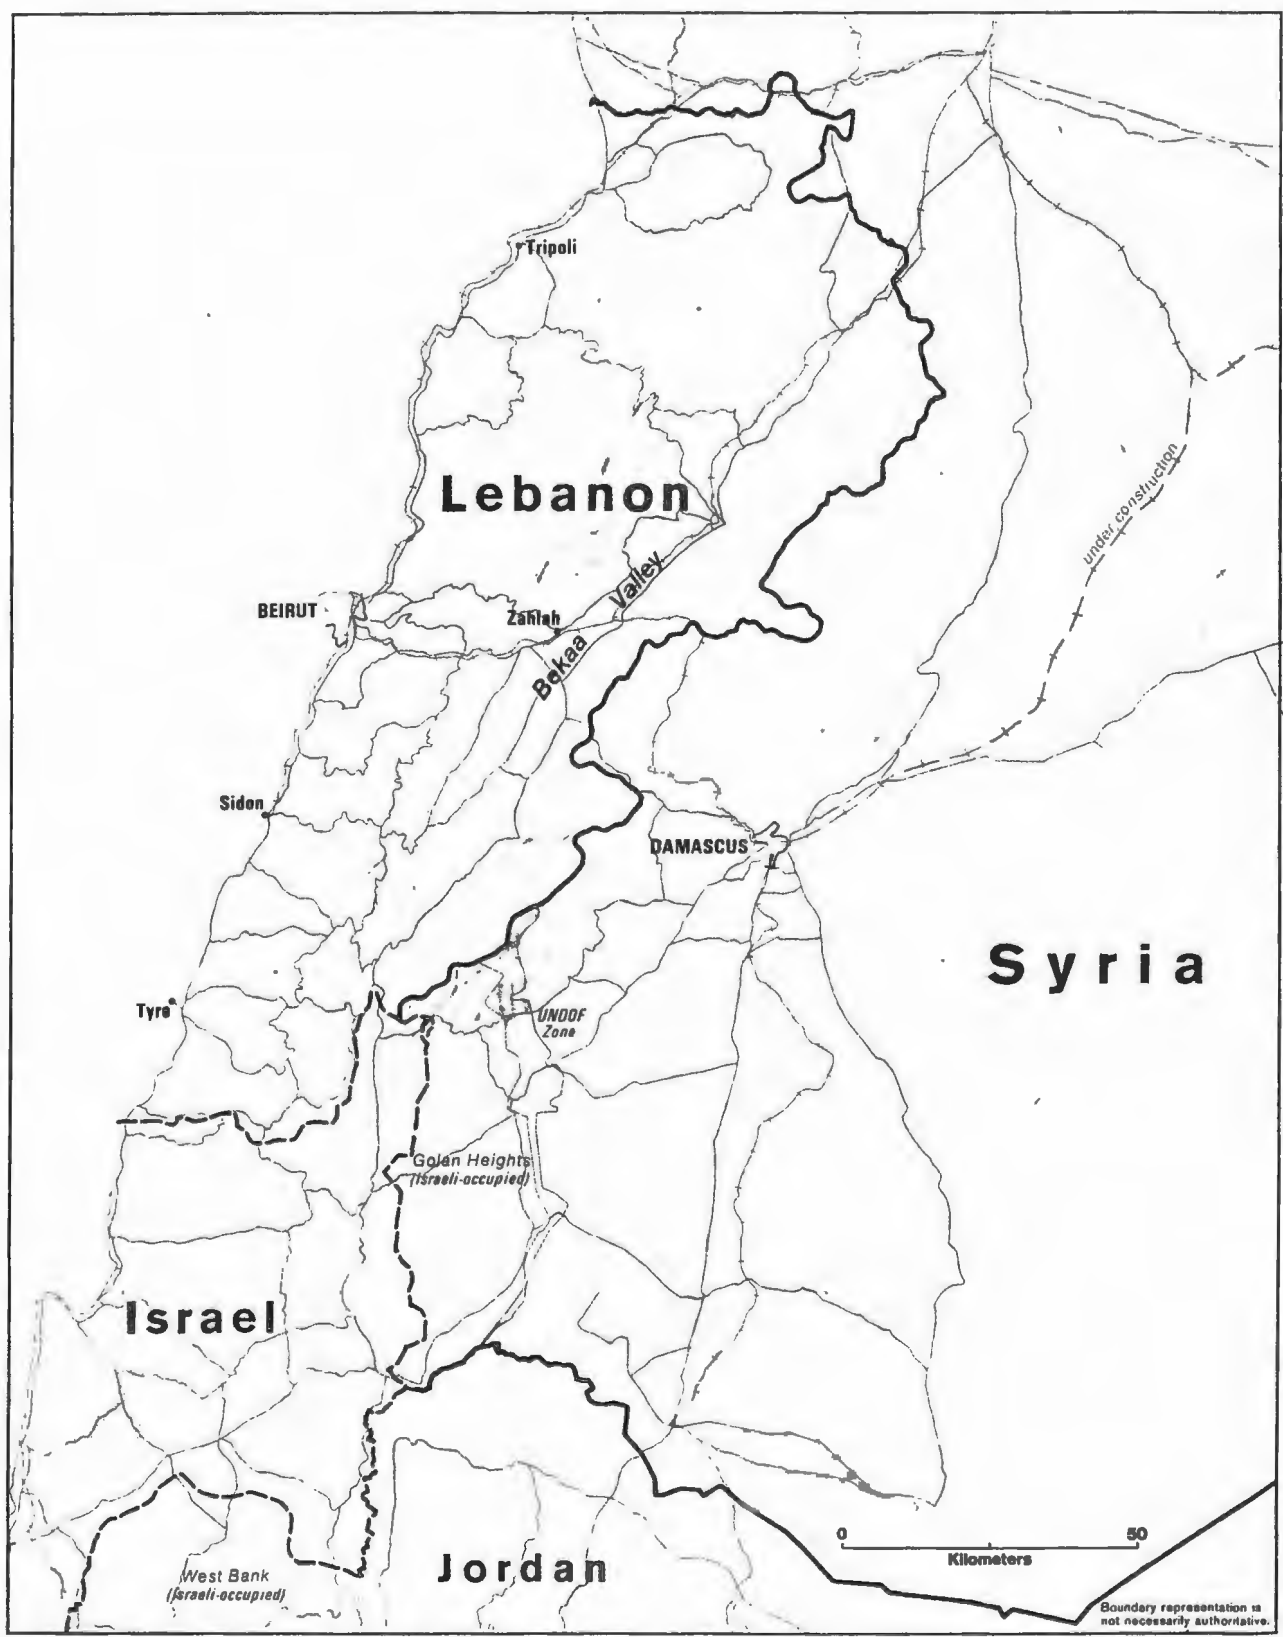 Tripoli
Lebanon
under construction
Valley
BEIRUT
Zahlah
Bekaa
Sidon
DAMASCUS
Syria
Tyre
UNDOF
Zone
Golan Heights
(Israeli-occupied)
Israel
0 50
Kilometers
Jordan
West Bank
(Israeli-occupied)
Boundary representation is
not necessarily authoritative.